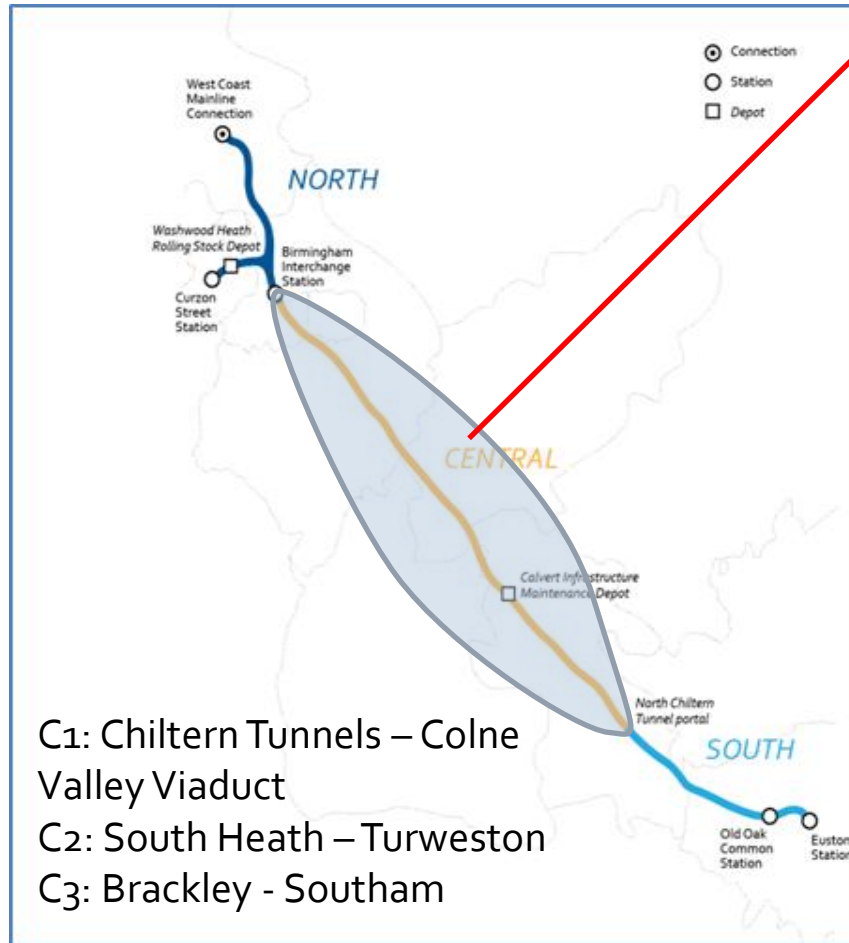 Connection
Station
Depot
West Coast
Mainline
Connection
NORTH
Washwood Heath
Rolling Stock Depot
Birmingham
Interchange
Station
Curzon
Street
Station
CENTRAL
Calvert Infrastructure
Maintenance Depot
North Chiltern
Tunnel portal
SOUTH
Old Oak
Common
Station
Euston
Station
C1: Chiltern Tunnels – Colne
Valley Viaduct
C2: South Heath – Turweston
C3: Brackley - Southam